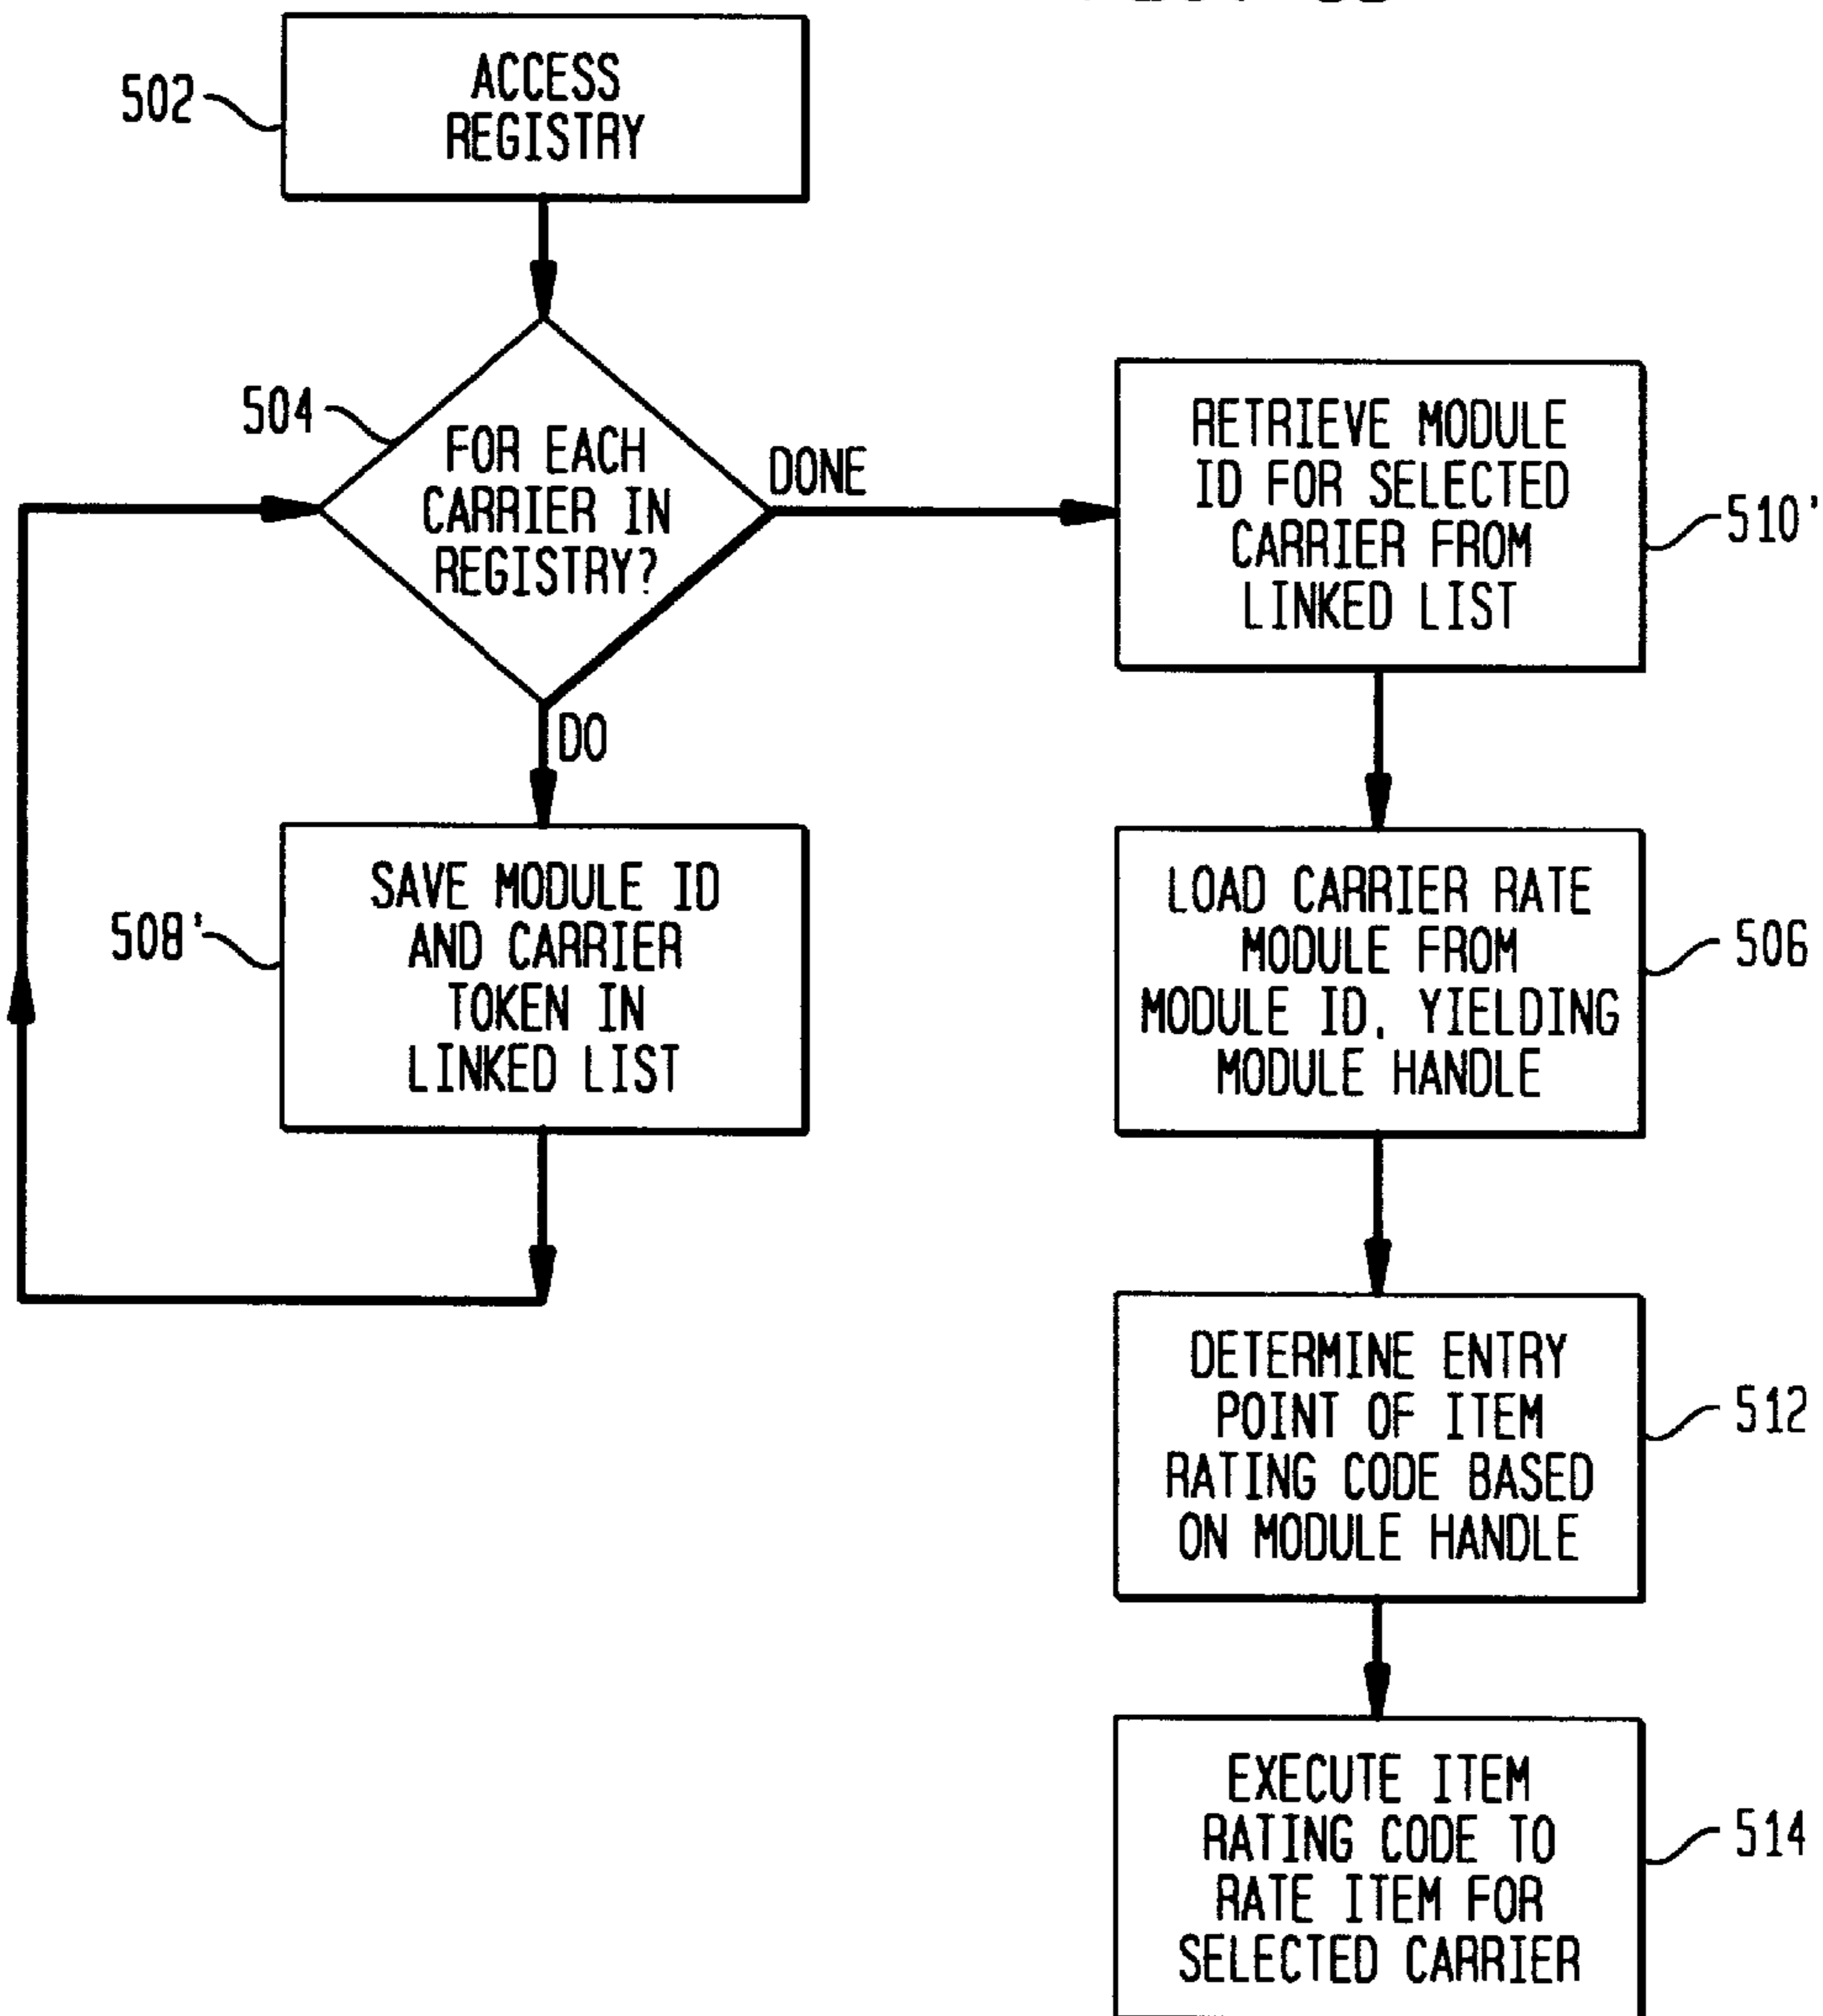 502
ACCESS
REGISTRY
504
FOR EACH
CARRIER IN
REGISTRY?
DONE
DO
508'
SAVE MODULE ID
AND CARRIER
TOKEN IN
LINKED LIST
RETRIEVE MODULE
ID FOR SELECTED
CARRIER FROM
LINKED LIST
510'
LOAD CARRIER RATE
MODULE FROM
MODULE ID, YIELDING
MODULE HANDLE
506
DETERMINE ENTRY
POINT OF ITEM
RATING CODE BASED
ON MODULE HANDLE
512
EXECUTE ITEM
RATING CODE TO
RATE ITEM FOR
SELECTED CARRIER
514